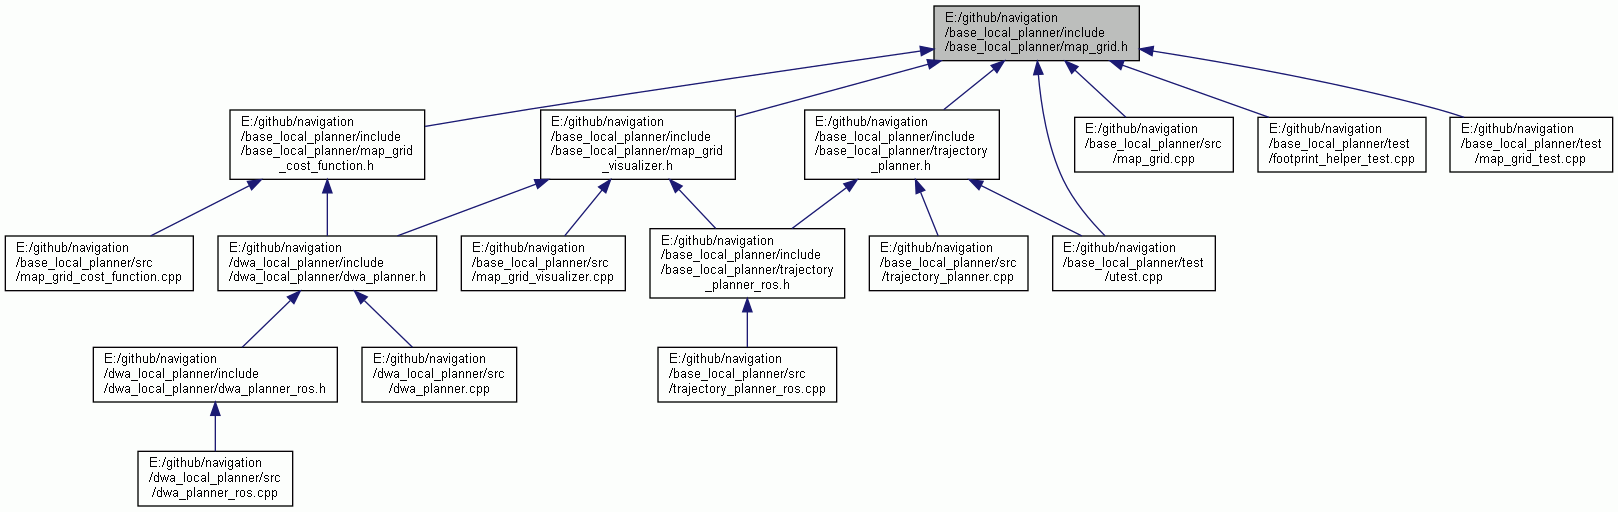 E:/github/navigation
/base_local_planner/include
/base_local_planner/map_grid.h
E:/github/navigation
/base_local_planner/include
/base_local_planner/map_grid
_cost_function.h
E:/github/navigation
/base_local_planner/include
/base_local_planner/map_grid
_visualizer.h
E:/github/navigation
/base_local_planner/include
/base_local_planner/trajectory
_planner.h
E:/github/navigation
/base_local_planner/src
/map_grid.cpp
E:/github/navigation
/base_local_planner/test
/footprint_helper_test.cpp
E:/github/navigation
/base_local_planner/test
/map_grid_test.cpp
E:/github/navigation
/base_local_planner/src
/map_grid_cost_function.cpp
E:/github/navigation
/dwa_local_planner/include
/dwa_local_planner/dwa_planner.h
E:/github/navigation
/base_local_planner/src
/map_grid_visualizer.cpp
E:/github/navigation
/base_local_planner/include
/base_local_planner/trajectory
_planner_ros.h
E:/github/navigation
/base_local_planner/src
/trajectory_planner.cpp
E:/github/navigation
/base_local_planner/test
/utest.cpp
E:/github/navigation
/dwa_local_planner/include
/dwa_local_planner/dwa_planner_ros.h
E:/github/navigation
/dwa_local_planner/src
/dwa_planner.cpp
E:/github/navigation
/base_local_planner/src
/trajectory_planner_ros.cpp
E:/github/navigation
/dwa_local_planner/src
/dwa_planner_ros.cpp